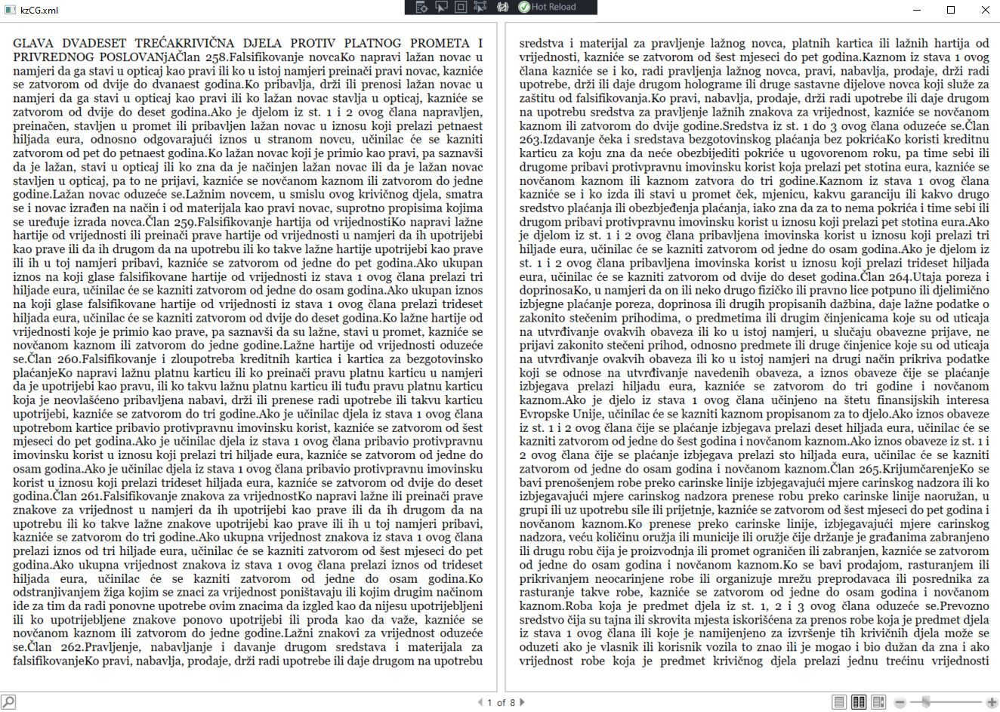 kzCG.xml
Hot Reload
GLAVA DVADESET TREĆAKRIVIČNA DJELA PROTIV PLATNOG PROMETA I
PRIVREDNOG POSLOVANjAČlan 258.Falsifikovanje novcaKo napravi lažan novac u
namjeri da ga stavi u opticaj kao pravi ili ko u istoj namjeri preinači pravi novac, kazniće
se zatvorom od dvije do dvanaest godina.Ko pribavlja, drži ili prenosi lažan novac u
namjeri da ga stavi u opticaj kao pravi ili ko lažan novac stavlja u opticaj, kazniće se
zatvorom od dvije do deset godina.Ako je djelom iz st. 1 i 2 ovog člana napravljen,
preinačen, stavljen u promet ili pribavljen lažan novac u iznosu koji prelazi petnaest
hiljada eura, odnosno odgovarajući iznos u stranom novcu, učinilac će se kazniti
zatvorom od pet do petnaest godina.Ko lažan novac koji je primio kao pravi, pa saznavši
da je lažan, stavi u opticaj ili ko zna da je načinjen lažan novac ili da je lažan novac
stavljen u opticaj, pa to ne prijavi, kazniće se novčanom kaznom ili zatvorom do jedne
godine.Lažan novac oduzeće se.Lažnim novcem, u smislu ovog krivičnog djela, smatra
se i novac izrađen na način i od materijala kao pravi novac, suprotno propisima kojima
se uređuje izrada novca.Član 259.Falsifikovanje hartija od vrijednostiKo napravi lažne
hartije od vrijednosti ili preinači prave hartije od vrijednosti u namjeri da ih upotrijebi
kao prave ili da ih drugom da na upotrebu ili ko takve lažne hartije upotrijebi kao prave
ili ih u toj namjeri pribavi, kazniće se zatvorom od jedne do pet godina.Ako ukupan
iznos na koji glase falsifikovane hartije od vrijednosti iz stava 1 ovog člana prelazi tri
hiljade eura, učinilac će se kazniti zatvorom od jedne do osam godina.Ako ukupan iznos
na koji glase falsifikovane hartije od vrijednosti iz stava 1 ovog člana prelazi trideset
hiljada eura, učinilac će se kazniti zatvorom od dvije do deset godina.Ko lažne hartije od
vrijednosti koje je primio kao prave, pa saznavši da su lažne, stavi u promet, kazniće se
novčanom kaznom ili zatvorom do jedne godine.Lažne hartije od vrijednosti oduzeće
se.Član 260.Falsifikovanje i zloupotreba kreditnih kartica i kartica za bezgotovinsko
plaćanjeKo napravi lažnu platnu karticu ili ko preinači pravu platnu karticu u namjeri
da je upotrijebi kao pravu, ili ko takvu lažnu platnu karticu ili tuđu pravu platnu karticu
koja je neovlašćeno pribavljena nabavi, drži ili prenese radi upotrebe ili takvu karticu
upotrijebi, kazniće se zatvorom do tri godine.Ako je učinilac djela iz stava 1 ovog člana
upotrebom kartice pribavio protivpravnu imovinsku korist, kazniće se zatvorom od šest
mjeseci do pet godina.Ako je učinilac djela iz stava 1 ovog člana pribavio protivpravnu
imovinsku korist u iznosu koji prelazi tri hiljade eura, kazniće se zatvorom od jedne do
osam godina.Ako je učinilac djela iz stava 1 ovog člana pribavio protivpravnu imovinsku
korist u iznosu koji prelazi trideset hiljada eura, kazniće se zatvorom od dvije do deset
godina.Član 261.Falsifikovanje znakova za vrijednostKo napravi lažne ili preinači prave
znakove za vrijednost u namjeri da ih upotrijebi kao prave ili da ih drugom da na
upotrebu ili ko takve lažne znakove upotrijebi kao prave ili ih u toj namjeri pribavi,
kazniće se zatvorom do tri godine.Ako ukupna vrijednost znakova iz stava 1 ovog člana
prelazi iznos od tri hiljade eura, učinilac će se kazniti zatvorom od šest mjeseci do pet
godina.Ako ukupna vrijednost znakova iz stava 1 ovog člana prelazi iznos od trideset
hiljada eura, učinilac će se kazniti zatvorom od jedne do osam godina.Ko
odstranjivanjem žiga kojim se znaci za vrijednost poništavaju ili kojim drugim načinom
ide za tim da radi ponovne upotrebe ovim znacima da izgled kao da nijesu upotrijebljeni
ili ko upotrijebljene znakove ponovo upotrijebi ili proda kao da važe, kazniće se
novčanom kaznom ili zatvorom do jedne godine.Lažni znakovi za vrijednost oduzeće
se.Član 262.Pravljenje, nabavljanje i davanje drugom sredstava i materijala za
falsifikovanjeKo pravi, nabavlja, prodaje, drži radi upotrebe ili daje drugom na upotrebu
sredstva i materijal za pravljenje lažnog novca, platnih kartica ili lažnih hartija od
vrijednosti, kazniće se zatvorom od šest mjeseci do pet godina.Kaznom iz stava 1 ovog
člana kazniće se i ko, radi pravljenja lažnog novca, pravi, nabavlja, prodaje, drži radi
upotrebe, drži ili daje drugom holograme ili druge sastavne dijelove novca koji služe za
zaštitu od falsifikovanja.Ko pravi, nabavlja, prodaje, drži radi upotrebe ili daje drugom
na upotrebu sredstva za pravljenje lažnih znakova za vrijednost, kazniće se novčanom
kaznom ili zatvorom do dvije godine.Sredstva iz st. 1 do 3 ovog člana oduzeće se.Član
263.Izdavanje čeka i sredstava bezgotovinskog plaćanja bez pokrićaKo koristi kreditnu
karticu za koju zna da neće obezbijediti pokriće u ugovorenom roku, pa time sebi ili
drugome pribavi protivpravnu imovinsku korist koja prelazi pet stotina eura, kazniće se
novčanom kaznom ili kaznom zatvora do tri godine.Kaznom iz stava 1 ovog člana
kazniće se i ko izda ili stavi u promet ček, mjenicu, kakvu garanciju ili kakvo drugo
sredstvo plaćanja ili obezbjeđenja plaćanja, iako zna da za to nema pokrića i time sebi ili
drugom pribavi protivpravnu imovinsku korist u iznosu koji prelazi pet stotina eura.Ako
je djelom iz st. 1 i 2 ovog člana pribavljena imovinska korist u iznosu koji prelazi tri
hiljade eura, učinilac će se kazniti zatvorom od jedne do osam godina.Ako je djelom iz
st. 1 i 2 ovog člana pribavljena imovinska korist u iznosu koji prelazi trideset hiljada
eura, učinilac će se kazniti zatvorom od dvije do deset godina.Član 264.Utaja poreza i
doprinosaKo, u namjeri da on ili neko drugo fizičko ili pravno lice potpuno ili djelimično
izbjegne plaćanje poreza, doprinosa ili drugih propisanih dažbina, daje lažne podatke o
zakonito stečenim prihodima, o predmetima ili drugim činjenicama koje su od uticaja
na utvrđivanje ovakvih obaveza ili ko u istoj namjeri, u slučaju obavezne prijave, ne
prijavi zakonito stečeni prihod, odnosno predmete ili druge činjenice koje su od uticaja
na utvrđivanje ovakvih obaveza ili ko u istoj namjeri na drugi način prikriva podatke
koji se odnose na utvrđivanje navedenih obaveza, a iznos obaveze čije se plaćanje
izbjegava prelazi hiljadu eura, kazniće se zatvorom do tri godine i novčanom
kaznom.Ako je djelo iz stava 1 ovog člana učinjeno na štetu finansijskih interesa
Evropske Unije, učinilac će se kazniti kaznom propisanom za to djelo.Ako iznos obaveze
iz st. 1 i 2 ovog člana čije se plaćanje izbjegava prelazi deset hiljada eura, učinilac će se
kazniti zatvorom od jedne do šest godina i novčanom kaznom.Ako iznos obaveze iz st. 1 i
2 ovog člana čije se plaćanje izbjegava prelazi sto hiljada eura, učinilac će se kazniti
zatvorom od jedne do osam godina i novčanom kaznom.Član 265.KrijumčarenjeKo se
bavi prenošenjem robe preko carinske linije izbjegavajući mjere carinskog nadzora ili ko
izbjegavajući mjere carinskog nadzora prenese robu preko carinske linije naoružan, u
grupi ili uz upotrebu sile ili prijetnje, kazniće se zatvorom od šest mjeseci do pet godina i
novčanom kaznom.Ko prenese preko carinske linije, izbjegavajući mjere carinskog
nadzora, veću količinu oružja ili municije ili oružje čije držanje je građanima zabranjeno
ili drugu robu čija je proizvodnja ili promet ograničen ili zabranjen, kazniće se zatvorom
od jedne do osam godina i novčanom kaznom.Ko se bavi prodajom, rasturanjem ili
prikrivanjem neocarinjene robe ili organizuje mrežu preprodavaca ili posrednika za
rasturanje takve robe, kazniće se zatvorom od jedne do osam godina i novčanom
kaznom.Roba koja je predmet djela iz st. 1, 2 i 3 ovog člana oduzeće se.Prevozno
sredstvo čija su tajna ili skrovita mjesta iskorišćena za prenos robe koja je predmet djela
iz stava 1 ovog člana ili koje je namijenjeno za izvršenje tih krivičnih djela može se
oduzeti ako je vlasnik ili korisnik vozila to znao ili je mogao i bio dužan da zna i ako
vrijednost robe koja je predmet krivičnog djela prelazi jednu trećinu vrijednosti
1 of 8